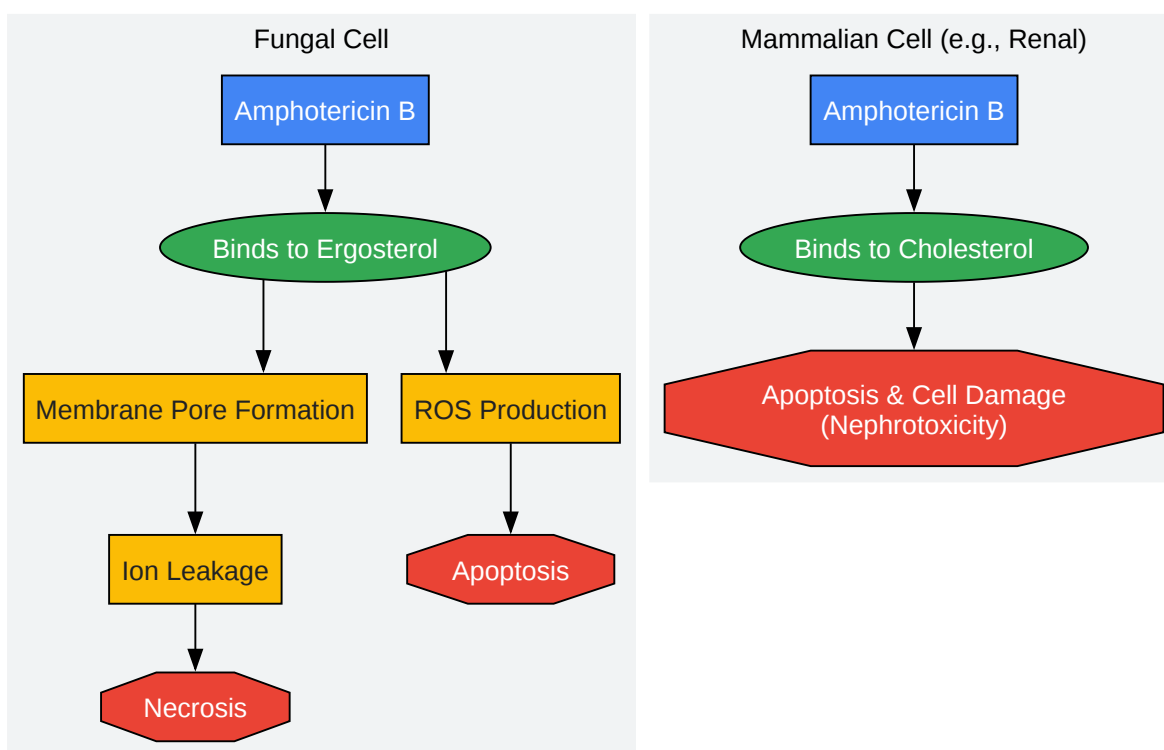 Fungal Cell
Amphotericin B
Binds to Ergosterol
Membrane Pore Formation
ROS Production
Ion Leakage
Apoptosis
Necrosis
Mammalian Cell (e.g., Renal)
Amphotericin B
Binds to Cholesterol
Apoptosis & Cell Damage
(Nephrotoxicity)